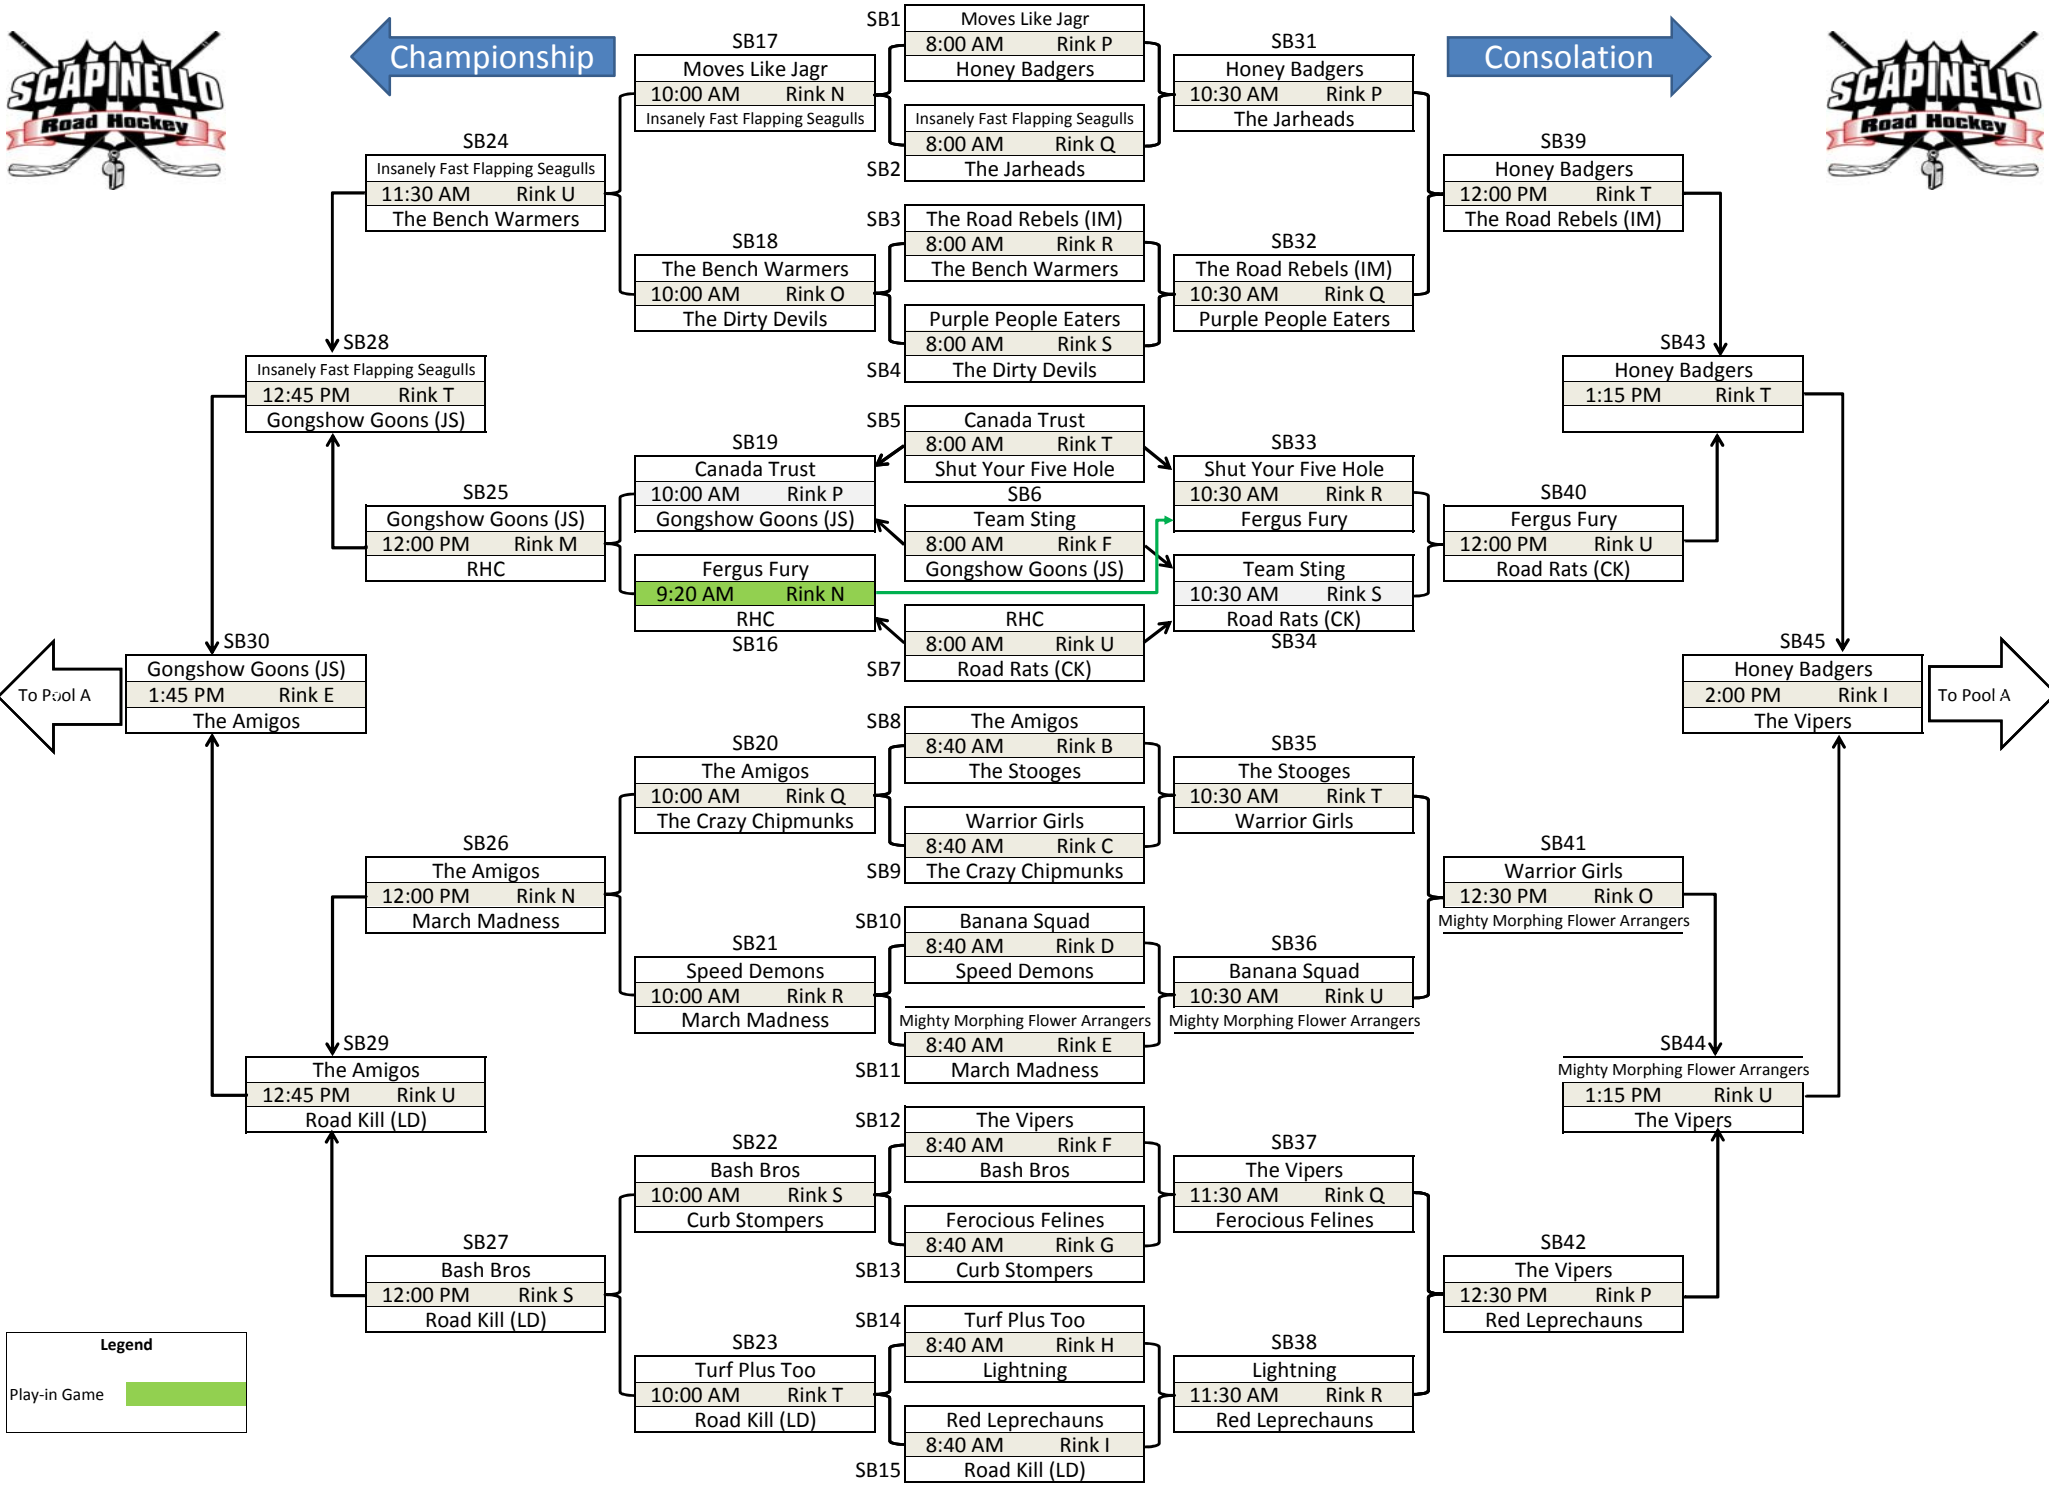 SCAPINELLO
Road Hockey
Championship
Consolation
SCAPINELLO
Road Hockey
SB1
Moves Like Jagr
8:00 AM Rink P
Honey Badgers
Insanely Fast Flapping Seagulls
8:00 AM Rink Q
SB2
The Jarheads
SB3
The Road Rebels (IM)
8:00 AM Rink R
The Bench Warmers
Purple People Eaters
8:00 AM Rink S
SB4
The Dirty Devils
SB5
Canada Trust
8:00 AM Rink T
Shut Your Five Hole
SB6
Team Sting
8:00 AM Rink F
Gongshow Goons (JS)
RHC
8:00 AM Rink U
SB7
Road Rats (CK)
SB8
The Amigos
8:40 AM Rink B
The Stooges
Warrior Girls
8:40 AM Rink C
SB9
The Crazy Chipmunks
SB10
Banana Squad
8:40 AM Rink D
Speed Demons
Mighty Morphing Flower Arrangers
8:40 AM Rink E
SB11
March Madness
SB12
The Vipers
8:40 AM Rink F
Bash Bros
Ferocious Felines
8:40 AM Rink G
SB13
Curb Stompers
SB14
Turf Plus Too
8:40 AM Rink H
Lightning
Red Leprechauns
8:40 AM Rink I
SB15
Road Kill (LD)
SB17
Moves Like Jagr
10:00 AM Rink N
Insanely Fast Flapping Seagulls
SB18
The Bench Warmers
10:00 AM Rink O
The Dirty Devils
SB19
Canada Trust
10:00 AM Rink P
Gongshow Goons (JS)
Fergus Fury
9:20 AM Rink N
RHC
SB16
SB20
The Amigos
10:00 AM Rink Q
The Crazy Chipmunks
SB21
Speed Demons
10:00 AM Rink R
March Madness
SB22
Bash Bros
10:00 AM Rink S
Curb Stompers
SB23
Turf Plus Too
10:00 AM Rink T
Road Kill (LD)
SB24
Insanely Fast Flapping Seagulls
11:30 AM Rink U
The Bench Warmers
SB25
Gongshow Goons (JS)
12:00 PM Rink M
RHC
SB26
The Amigos
12:00 PM Rink N
March Madness
SB27
Bash Bros
12:00 PM Rink S
Road Kill (LD)
SB28
Insanely Fast Flapping Seagulls
12:45 PM Rink T
Gongshow Goons (JS)
SB29
The Amigos
12:45 PM Rink U
Road Kill (LD)
SB30
Gongshow Goons (JS)
1:45 PM Rink E
The Amigos
To Pool A
SB31
Honey Badgers
10:30 AM Rink P
The Jarheads
SB32
The Road Rebels (IM)
10:30 AM Rink Q
Purple People Eaters
SB33
Shut Your Five Hole
10:30 AM Rink R
Fergus Fury
Team Sting
10:30 AM Rink S
Road Rats (CK)
SB34
SB35
The Stooges
10:30 AM Rink T
Warrior Girls
SB36
Banana Squad
10:30 AM Rink U
Mighty Morphing Flower Arrangers
SB37
The Vipers
11:30 AM Rink Q
Ferocious Felines
SB38
Lightning
11:30 AM Rink R
Red Leprechauns
SB39
Honey Badgers
12:00 PM Rink T
The Road Rebels (IM)
SB40
Fergus Fury
12:00 PM Rink U
Road Rats (CK)
SB41
Warrior Girls
12:30 PM Rink O
Mighty Morphing Flower Arrangers
SB42
The Vipers
12:30 PM Rink P
Red Leprechauns
SB43
Honey Badgers
1:15 PM Rink T
SB44
Mighty Morphing Flower Arrangers
1:15 PM Rink U
The Vipers
SB45
Honey Badgers
2:00 PM Rink I
The Vipers
To Pool A
Legend
Play-in Game